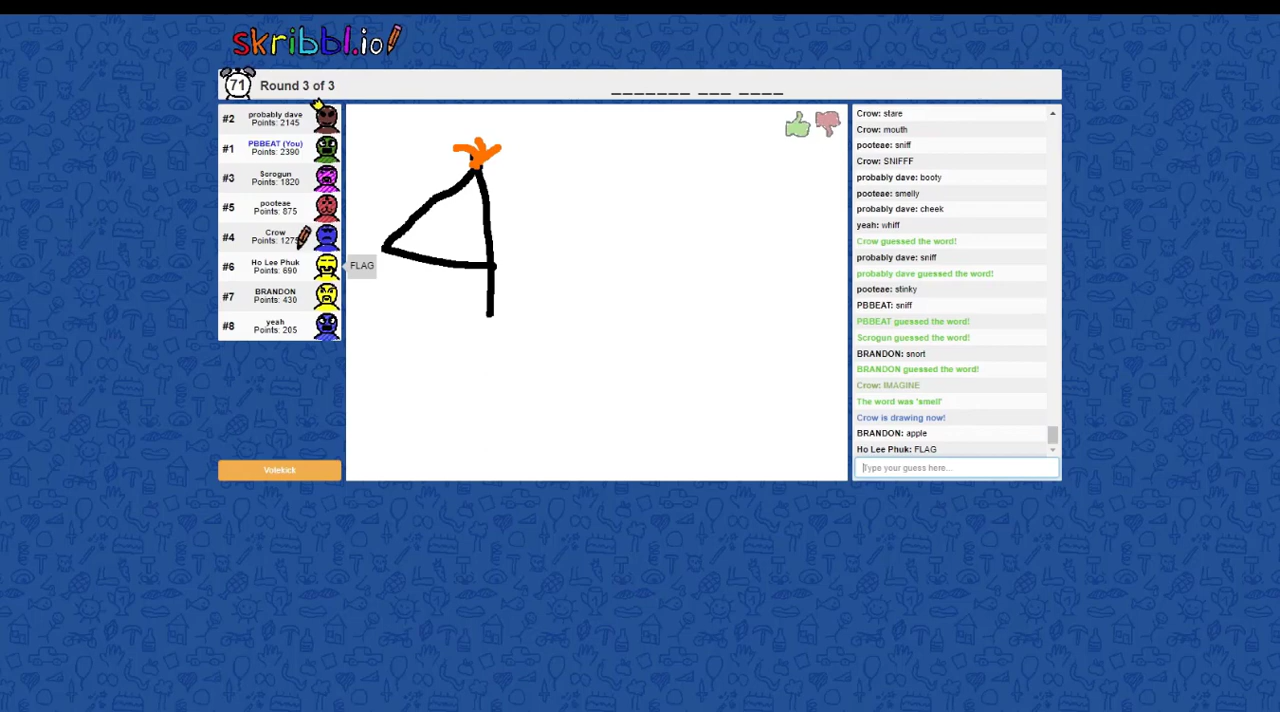 skribbl.io
71
Round 3 of 3
_______ ___ ____
#2 probably dave
Points: 2145
#1 PBBEAT (You)
Points: 2390
#3 Scrogun
Points: 1820
#5 pooteae
Points: 875
#4 Crow
Points: 1275
#6 Ho Lee Phuk
Points: 690
FLAG
#7 BRANDON
Points: 430
#8 yeah
Points: 205
Votekick
Crow: stare
Crow: mouth
pooteae: sniff
Crow: SNIFFF
probably dave: booty
pooteae: smelly
probably dave: cheek
yeah: whiff
Crow guessed the word!
probably dave: sniff
probably dave guessed the word!
pooteae: stinky
PBBEAT: sniff
PBBEAT guessed the word!
Scrogun guessed the word!
BRANDON: snort
BRANDON guessed the word!
Crow: IMAGINE
The word was 'smell'
Crow is drawing now!
BRANDON: apple
Ho Lee Phuk: FLAG
Type your guess here...